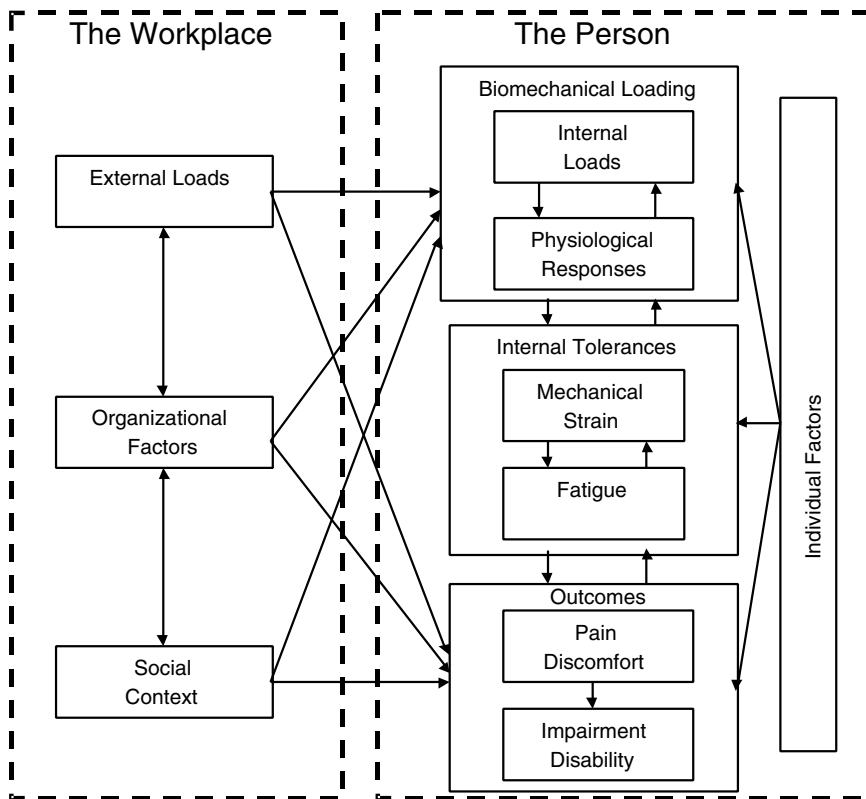 The Workplace
External Loads
Organizational
Factors
Social
Context
The Person
Biomechanical Loading
Internal
Loads
Physiological
Responses
Internal Tolerances
Mechanical
Strain
Fatigue
Outcomes
Pain
Discomfort
Impairment
Disability
Individual Factors